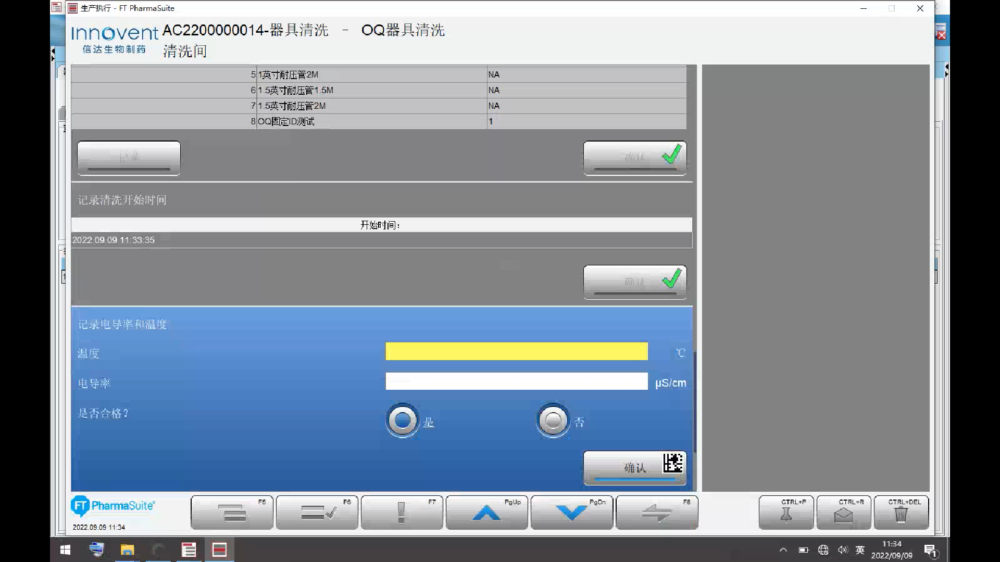 生产执行 - FT PharmaSuite
Innovent
信达生物制药
AC2200000014-器具清洗 － OQ器具清洗
清洗间
5 1英寸耐压管2M NA
6 1.5英寸耐压管1.5M NA
7 1.5英寸耐压管2M NA
8 OQ固定ID测试 1
记录 确认
记录清洗开始时间
开始时间：
2022.09.09 11:33:35
确认
记录电导率和温度
温度 ℃
电导率 µS/cm
是否合格？ 是 否
确认
FT PharmaSuite®
2022.09.09 11:34
F5 F6 F7 PgUp PgDn F8 CTRL+P CTRL+R CTRL+DEL
英
11:34
2022/09/09
1